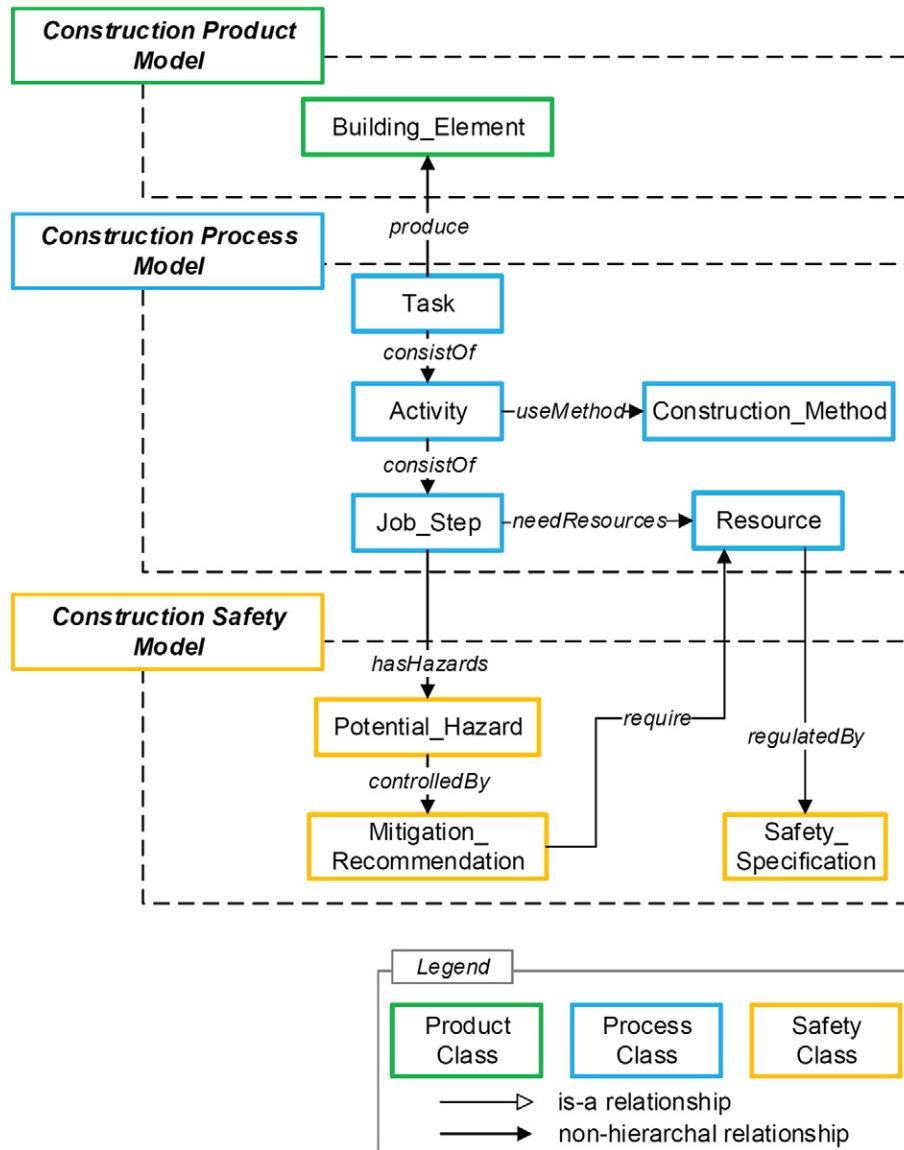 Construction Product
Model
Building_Element
produce
Construction Process
Model
Task
consistOf
Activity
useMethod
Construction_Method
consistOf
Job_Step
needResources
Resource
Construction Safety
Model
hasHazards
Potential_Hazard
require
regulatedBy
controlledBy
Mitigation_
Recommendation
Safety_
Specification
Legend
Product
Class
Process
Class
Safety
Class
is-a relationship
non-hierarchal relationship